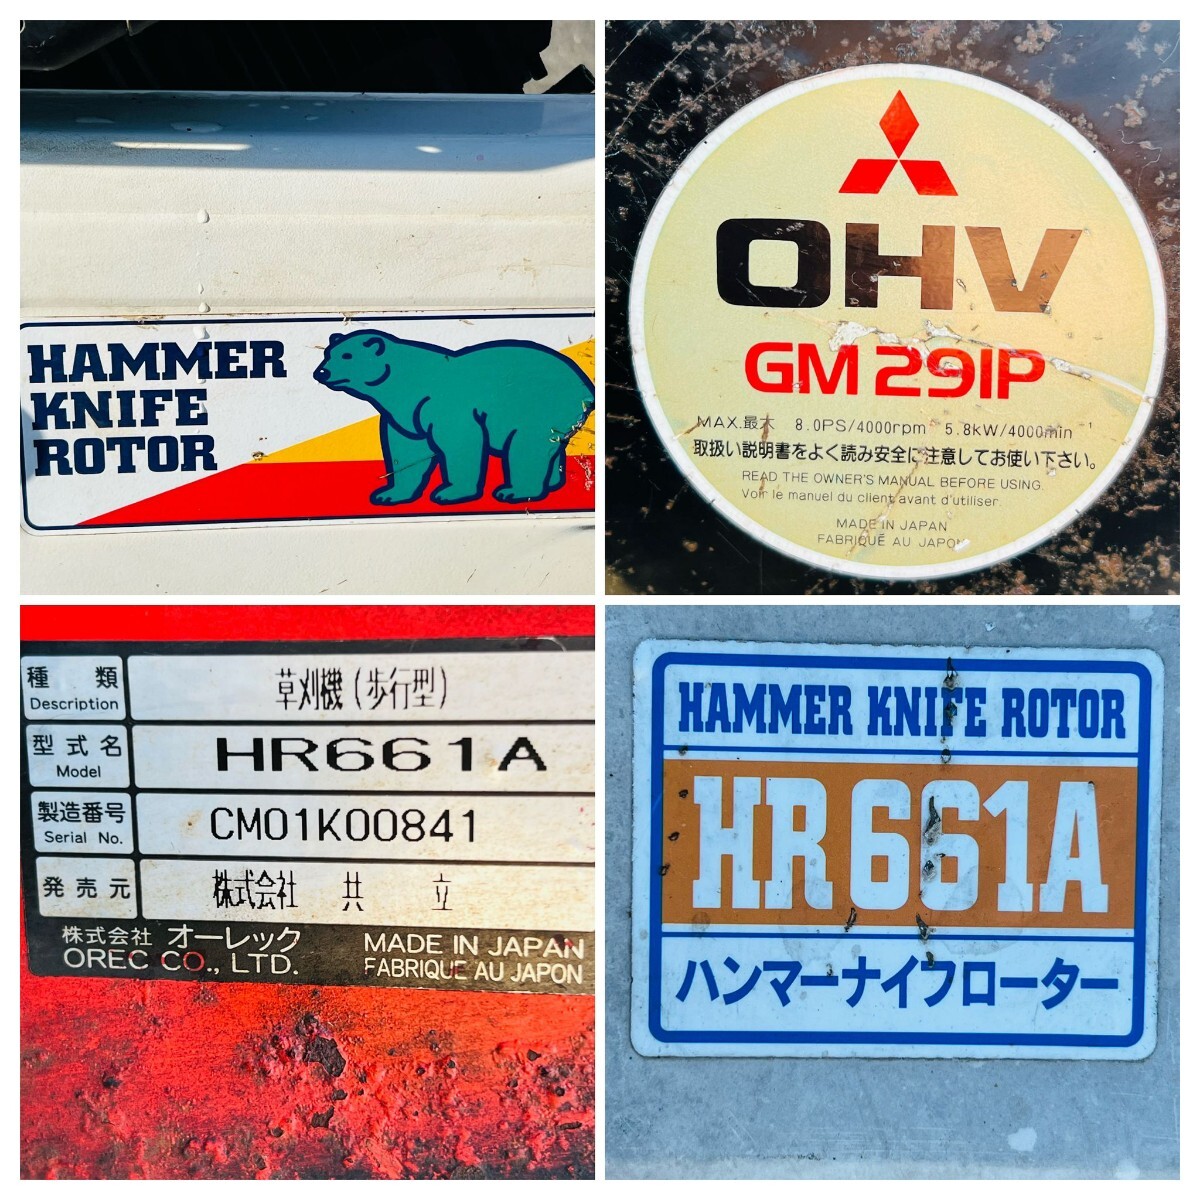 HAMMER
KNIFE
ROTOR
OHV
GM291P
MAX.最大 8.0PS/4000rpm 5.8kW/4000min⁻¹
取扱い説明書をよく読み安全に注意してお使い下さい。
READ THE OWNER'S MANUAL BEFORE USING.
Voir le manuel du client avant d'utiliser.
MADE IN JAPAN
FABRIQUÉ AU JAPON
種類 草刈機(歩行型)
Description
型式名 HR661A
Model
製造番号 CM01K00841
Serial No.
発売元 株式会社 共立
株式会社 オーレック MADE IN JAPAN
OREC CO., LTD. FABRIQUE AU JAPON
HAMMER KNIFE ROTOR
HR661A
ハンマーナイフローター